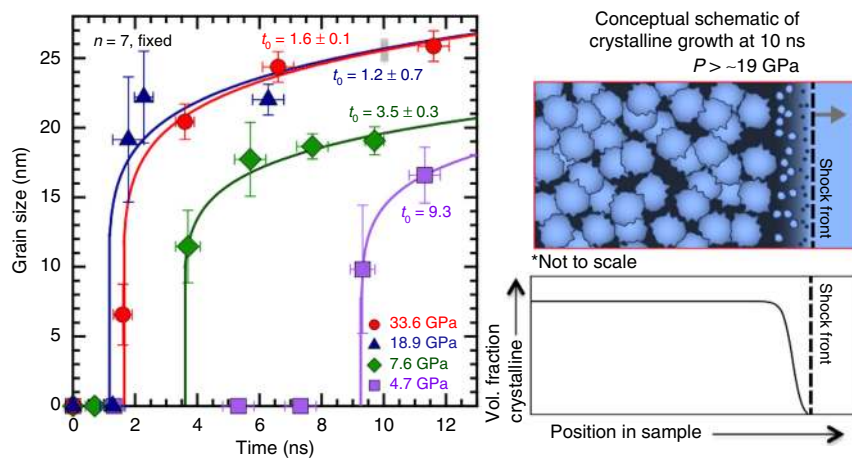 n = 7, fixed
t₀ = 1.6 ± 0.1
t₀ = 1.2 ± 0.7
t₀ = 3.5 ± 0.3
t₀ = 9.3
33.6 GPa
18.9 GPa
7.6 GPa
4.7 GPa
Grain size (nm)
25
20
15
10
5
0
0
2
4
6
8
10
12
Time (ns)
Conceptual schematic of
crystalline growth at 10 ns
P > ~19 GPa
Shock front
*Not to scale
Vol. fraction
crystalline
Shock front
Position in sample